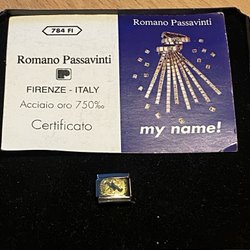 784 FI
Romano Passavinti
FIRENZE - ITALY
Acciaio oro 750‰
Certificato
Romano Passavinti
my name!